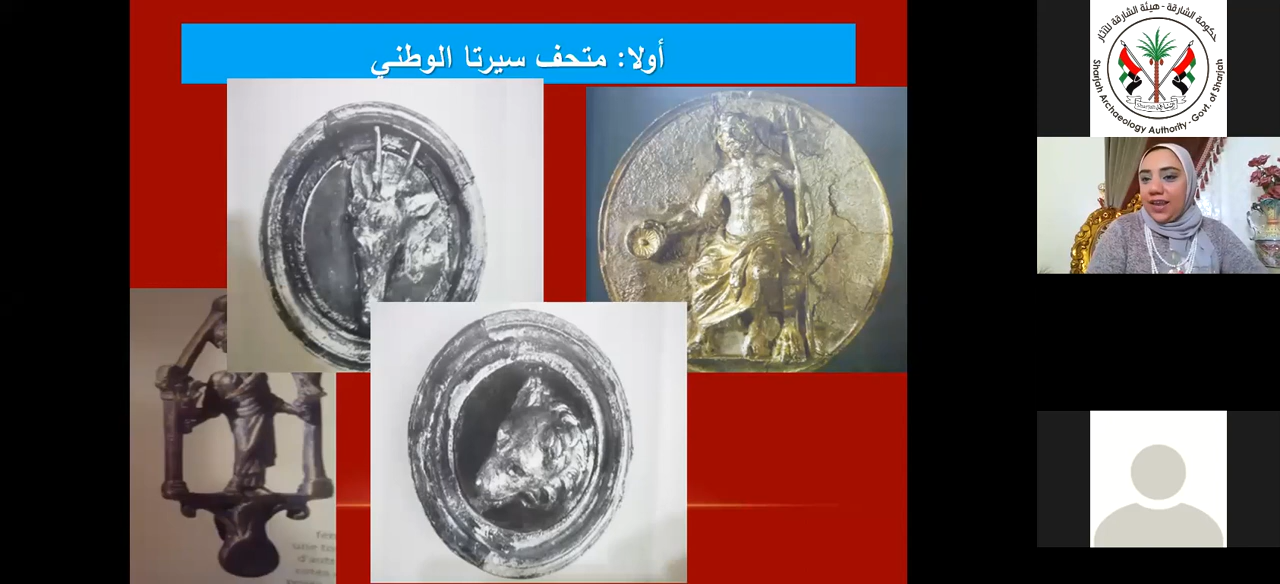 أولا: متحف سيرتا الوطني
حكومة الشارقة - هيئة الشارقة للآثار
Sharjah Archaeology Authority - Govt. of Sharjah